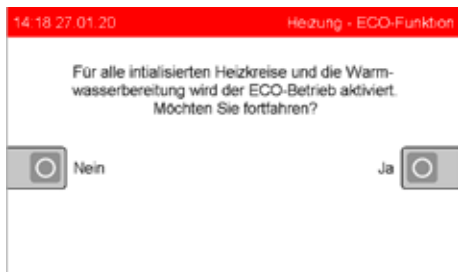 14:18 27.01.20 Heizung - ECO-Funktion
Für alle intialisierten Heizkreise und die Warm-
wasserbereitung wird der ECO-Betrieb aktiviert.
Möchten Sie fortfahren?
Nein Ja